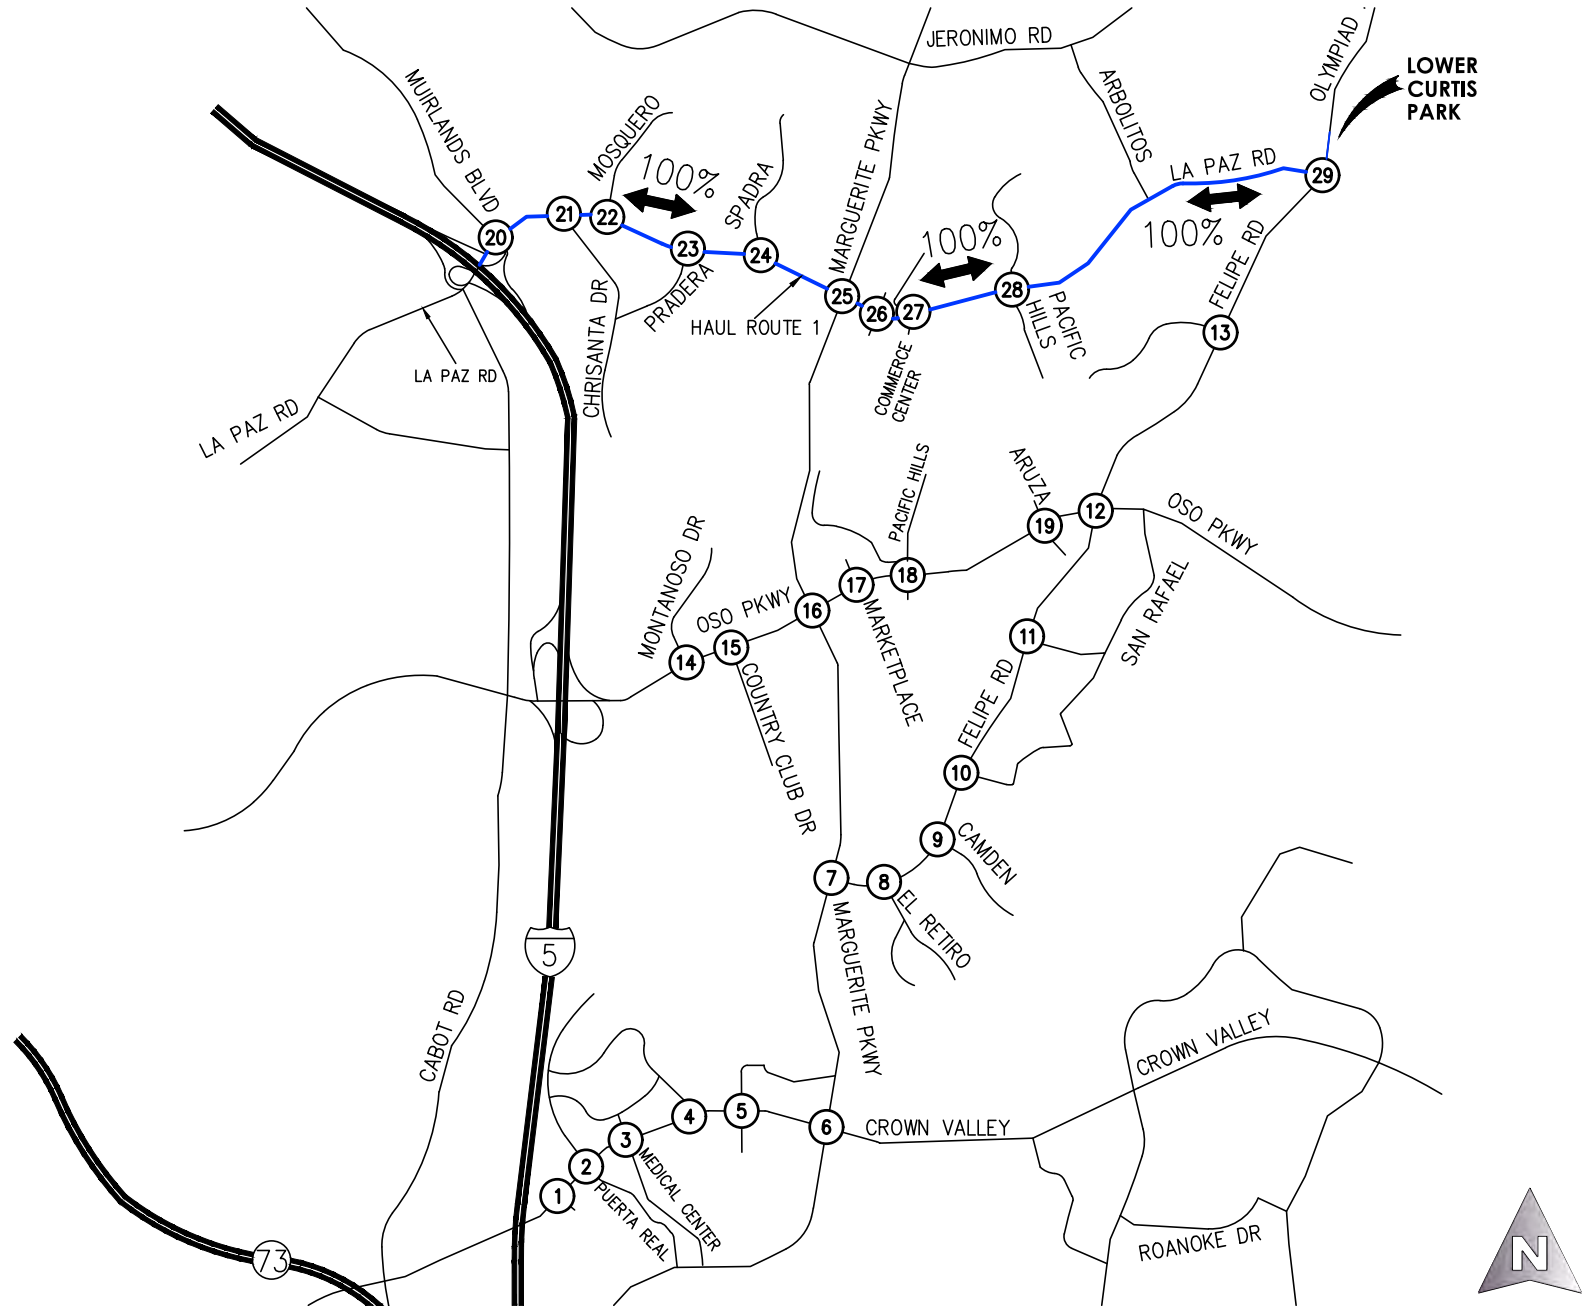 JERONIMO RD
OLYMPIAD
LOWER
CURTIS
PARK
MUIRLANDS BLVD
MOSQUERO
ARBOLITOS
MARGUERITE PKWY
100%
SPADRA
LA PAZ RD
29
21
22
20
23
24
100%
100%
FELIPE RD
25
26
27
28
PACIFIC
HILLS
CHRISANTA DR
PRADERA
HAUL ROUTE 1
13
LA PAZ RD
COMMERCE
CENTER
LA PAZ RD
PACIFIC HILLS
ARUZA
19
12
OSO PKWY
MONTANOSO DR
OSO PKWY
14
15
16
17
18
MARKETPLACE
11
SAN RAFAEL
COUNTRY CLUB DR
FELIPE RD
10
9
CAMDEN
7
8
EL RETIRO
MARGUERITE PKWY
5
CABOT RD
CROWN VALLEY
4
5
6
CROWN VALLEY
3
MEDICAL CENTER
2
PUERTA REAL
1
ROANOKE DR
73
N